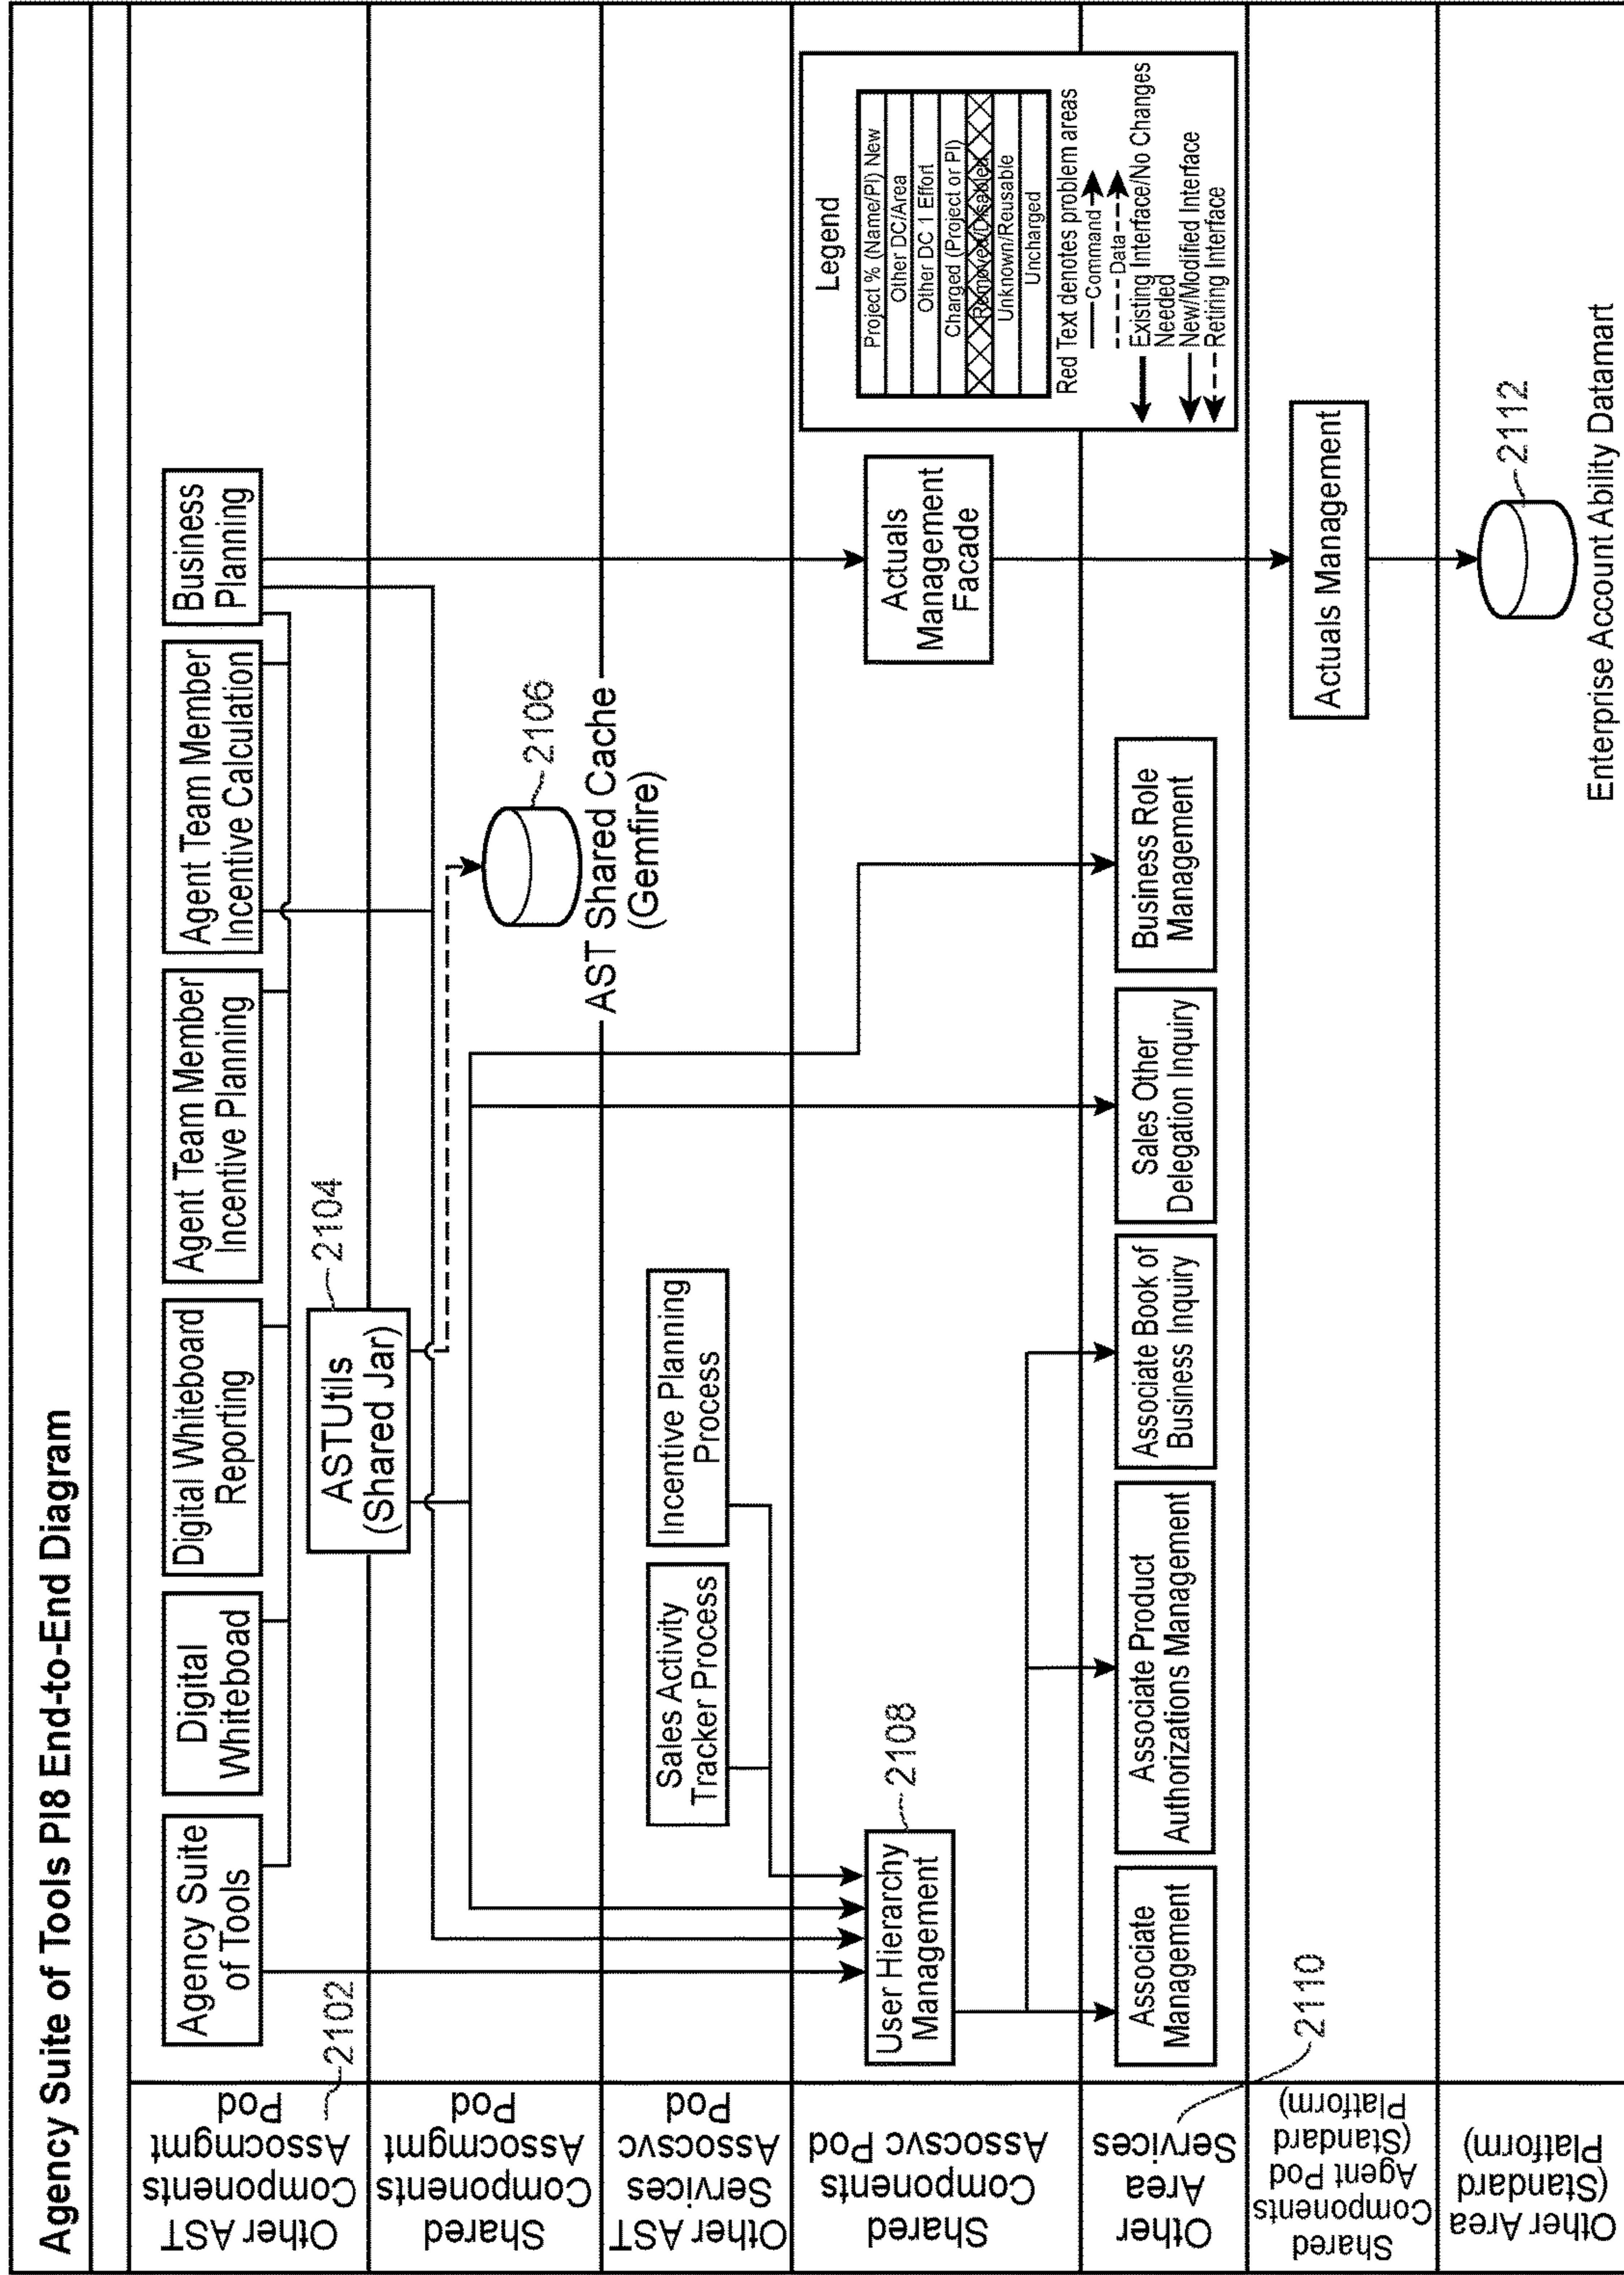 Agency Suite of Tools PI8 End-to-End Diagram
Other AST
Components
Assocmgmt
Pod
2102
Agency Suite
of Tools
Digital
Whiteboad
Digital Whiteboard
Reporting
Agent Team Member
Incentive Planning
Agent Team Member
Incentive Calculation
Business
Planning
Shared
Components
Assocmgmt
Pod
ASTUtils
(Shared Jar)
2104
2106
AST Shared Cache
(Gemfire)
Other AST
Services
Assocsvc
Pod
Sales Activity
Tracker Process
Incentive Planning
Process
Shared
Components
Assocsvc Pod
User Hierarchy
Management
2108
Actuals
Management
Facade
Other
Area
Services
2110
Associate
Management
Associate Product
Authorizations Management
Associate Book of
Business Inquiry
Sales Other
Delegation Inquiry
Business Role
Management
Shared
Components
Agent Pod
(Standard
Platform)
Actuals Management
Other Area
(Standard
Platform)
2112
Enterprise Account Ability Datamart
Legend
Project % (Name/PI) New
Other DC/Area
Other DC 1 Effort
Charged (Project or PI)
Removed/Disabled
Unknown/Reusable
Uncharged
Red Text denotes problem areas
Command
Data
Existing Interface/No Changes
Needed
New/Modified Interface
Retiring Interface